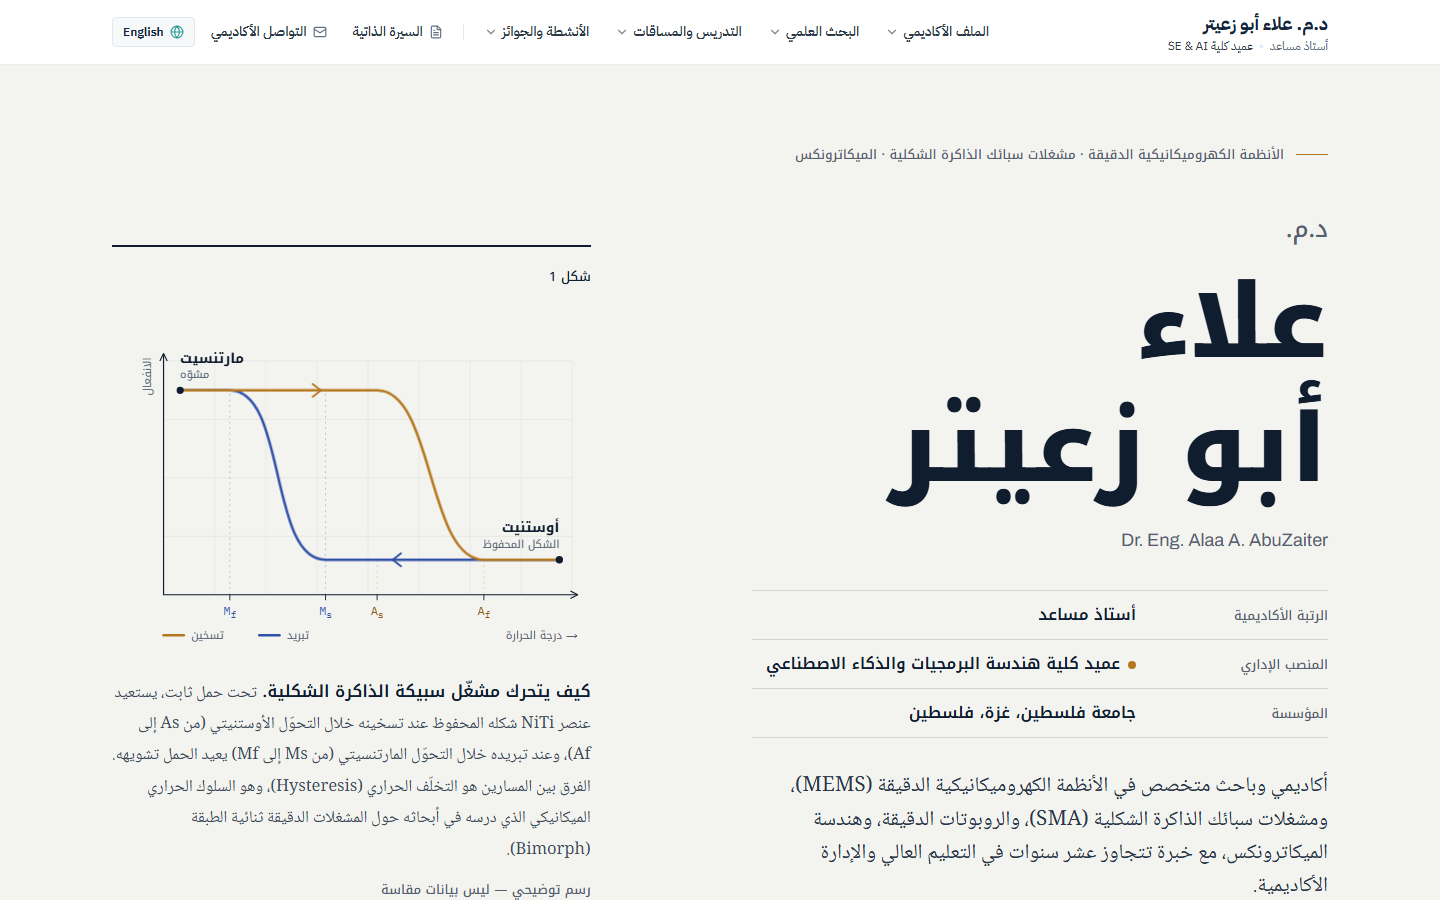 د.م. علاء أبو زعيتر
أستاذ مساعد · عميد كلية SE & AI
الملف الأكاديمي
البحث العلمي
التدريس والمساقات
الأنشطة والجوائز
السيرة الذاتية
التواصل الأكاديمي
English
الأنظمة الكهروميكانيكية الدقيقة · مشغلات سبائك الذاكرة الشكلية · الميكاترونكس
د.م.
علاء
أبو زعيتر
Dr. Eng. Alaa A. AbuZaiter
الرتبة الأكاديمية أستاذ مساعد
المنصب الإداري عميد كلية هندسة البرمجيات والذكاء الاصطناعي
المؤسسة جامعة فلسطين، غزة، فلسطين
أكاديمي وباحث متخصص في الأنظمة الكهروميكانيكية الدقيقة (MEMS)،
ومشغلات سبائك الذاكرة الشكلية (SMA)، والروبوتات الدقيقة، وهندسة
الميكاترونكس، مع خبرة تتجاوز عشر سنوات في التعليم العالي والإدارة
الأكاديمية.
شكل 1
الانفعال
مارتنسيت
مشوّه
أوستنيت
الشكل المحفوظ
Mf Ms As Af
درجة الحرارة →
تبريد
تسخين
كيف يتحرك مشغّل سبيكة الذاكرة الشكلية. تحت حمل ثابت، يستعيد
عنصر NiTi شكله المحفوظ عند تسخينه خلال التحوّل الأوستنيتي (من As إلى
Af)، وعند تبريده خلال التحوّل المارتنسيتي (من Ms إلى Mf) يعيد الحمل تشويهه.
الفرق بين المسارين هو التخلّف الحراري (Hysteresis)، وهو السلوك الحراري
الميكانيكي الذي درسه في أبحاثه حول المشغلات الدقيقة ثنائية الطبقة
(Bimorph).
رسم توضيحي — ليس بيانات مقاسة